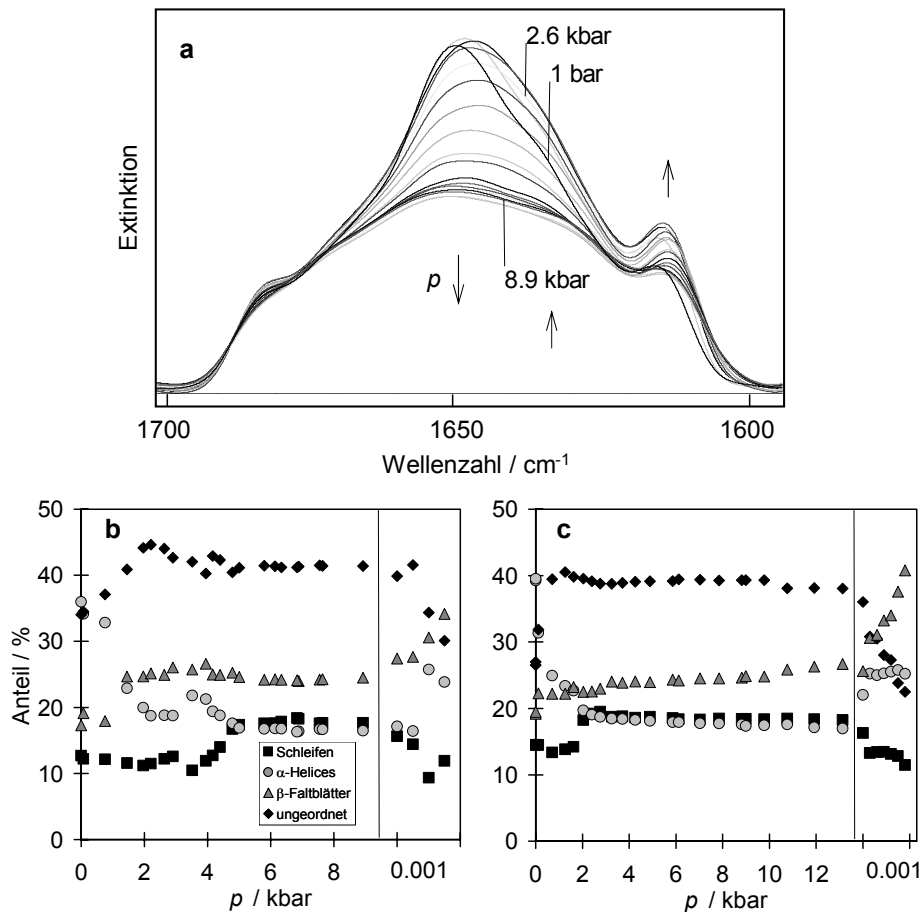 a
2.6 kbar
1 bar
Extinktion
p
8.9 kbar
1700
1650
1600
Wellenzahl / cm⁻¹
b
50
40
30
20
10
0
Anteil / %
Schleifen
α-Helices
β-Faltblätter
ungeordnet
0 2 4 6 8 0.001
p / kbar
c
50
40
30
20
10
0
0 2 4 6 8 10 12 0.001
p / kbar